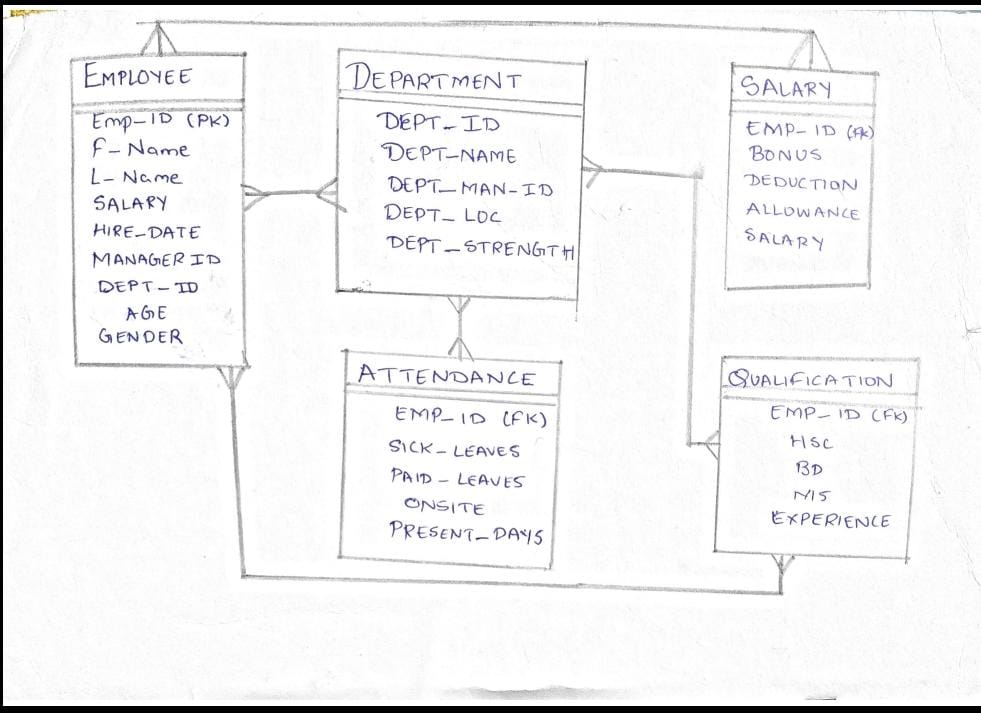 EMPLOYEE
Emp-ID (PK)
F-Name
L-Name
SALARY
HIRE-DATE
MANAGER ID
DEPT-ID
AGE
GENDER
DEPARTMENT
DEPT-ID
DEPT-NAME
DEPT-MAN-ID
DEPT-LOC
DEPT-STRENGTH
SALARY
EMP-ID (FK)
BONUS
DEDUCTION
ALLOWANCE
SALARY
ATTENDANCE
EMP-ID (FK)
SICK-LEAVES
PAID-LEAVES
ONSITE
PRESENT-DAYS
QUALIFICATION
EMP-ID (FK)
HSC
BD
EXPERIENCE